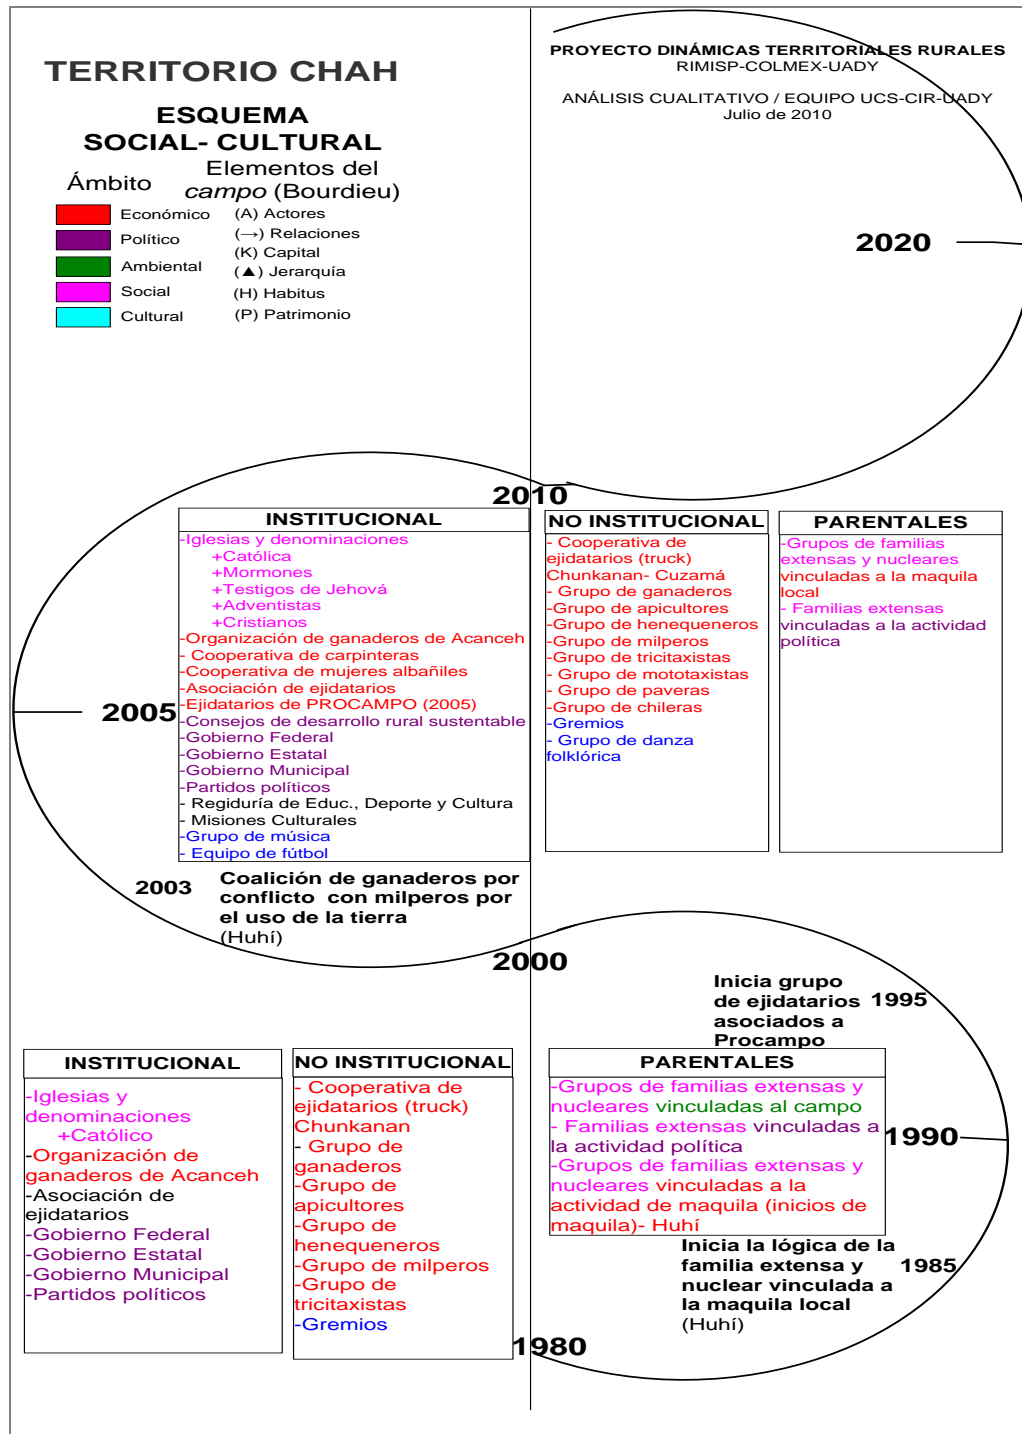 TERRITORIO CHAH
ESQUEMA
SOCIAL- CULTURAL
Ámbito
Elementos del
campo (Bourdieu)
Económico
Político
Ambiental
Social
Cultural
(A) Actores
(→) Relaciones
(K) Capital
(▲) Jerarquía
(H) Habitus
(P) Patrimonio
PROYECTO DINÁMICAS TERRITORIALES RURALES
RIMISP-COLMEX-UADY
ANÁLISIS CUALITATIVO / EQUIPO UCS-CIR-UADY
Julio de 2010
2020
2010
INSTITUCIONAL
-Iglesias y denominaciones
+Católica
+Mormones
+Testigos de Jehová
+Adventistas
+Cristianos
-Organización de ganaderos de Acanceh
- Cooperativa de carpinteras
-Cooperativa de mujeres albañiles
-Asociación de ejidatarios
-Ejidatarios de PROCAMPO (2005)
-Consejos de desarrollo rural sustentable
-Gobierno Federal
-Gobierno Estatal
-Gobierno Municipal
-Partidos políticos
- Regiduría de Educ., Deporte y Cultura
- Misiones Culturales
-Grupo de música
- Equipo de fútbol
NO INSTITUCIONAL
- Cooperativa de
ejidatarios (truck)
Chunkanan- Cuzamá
- Grupo de ganaderos
-Grupo de apicultores
-Grupo de henequeneros
-Grupo de milperos
-Grupo de tricitaxistas
- Grupo de mototaxistas
- Grupo de paveras
-Grupo de chileras
-Gremios
- Grupo de danza
folklórica
PARENTALES
-Grupos de familias
extensas y nucleares
vinculadas a la maquila
local
- Familias extensas
vinculadas a la actividad
política
2005
2003
Coalición de ganaderos por
conflicto con milperos por
el uso de la tierra
(Huhí)
2000
Inicia grupo
de ejidatarios
asociados a
Procampo
1995
INSTITUCIONAL
-Iglesias y
denominaciones
+Católico
-Organización de
ganaderos de Acanceh
-Asociación de
ejidatarios
-Gobierno Federal
-Gobierno Estatal
-Gobierno Municipal
-Partidos políticos
NO INSTITUCIONAL
- Cooperativa de
ejidatarios (truck)
Chunkanan
- Grupo de
ganaderos
-Grupo de
apicultores
-Grupo de
henequeneros
-Grupo de milperos
-Grupo de
tricitaxistas
-Gremios
PARENTALES
-Grupos de familias extensas y
nucleares vinculadas al campo
- Familias extensas vinculadas a
la actividad política
-Grupos de familias extensas y
nucleares vinculadas a la
actividad de maquila (inicios de
maquila)- Huhí
1990
Inicia la lógica de la
familia extensa y
nuclear vinculada a
la maquila local
(Huhí)
1985
1980